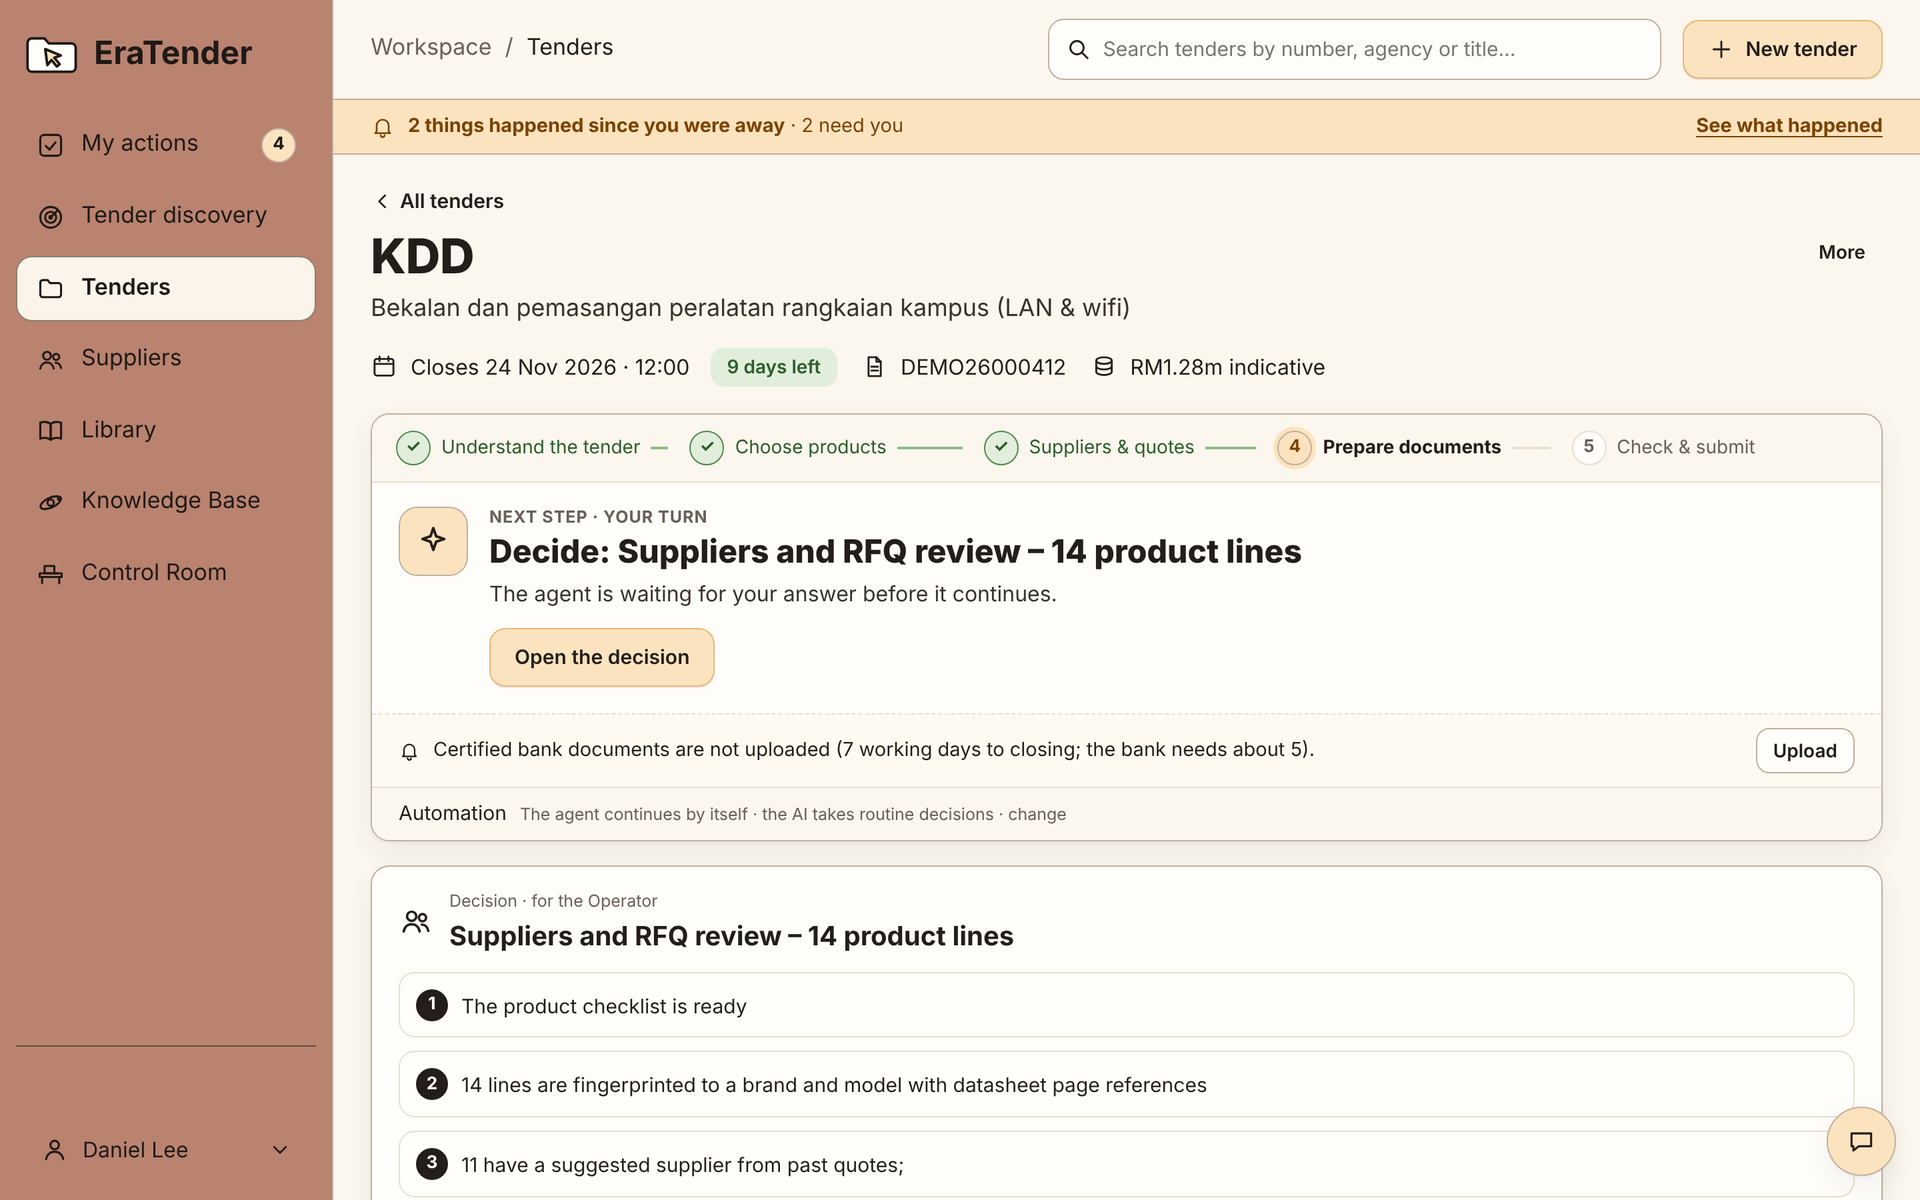 EraTender
My actions 4
Tender discovery
Tenders
Suppliers
Library
Knowledge Base
Control Room
Daniel Lee
Workspace / Tenders
Search tenders by number, agency or title...
New tender
2 things happened since you were away · 2 need you
See what happened
All tenders
KDD
More
Bekalan dan pemasangan peralatan rangkaian kampus (LAN & wifi)
Closes 24 Nov 2026 · 12:00 9 days left DEMO26000412 RM1.28m indicative
Understand the tender Choose products Suppliers & quotes 4 Prepare documents 5 Check & submit
NEXT STEP · YOUR TURN
Decide: Suppliers and RFQ review – 14 product lines
The agent is waiting for your answer before it continues.
Open the decision
Certified bank documents are not uploaded (7 working days to closing; the bank needs about 5).
Upload
Automation The agent continues by itself · the AI takes routine decisions · change
Decision · for the Operator
Suppliers and RFQ review – 14 product lines
1 The product checklist is ready
2 14 lines are fingerprinted to a brand and model with datasheet page references
3 11 have a suggested supplier from past quotes;